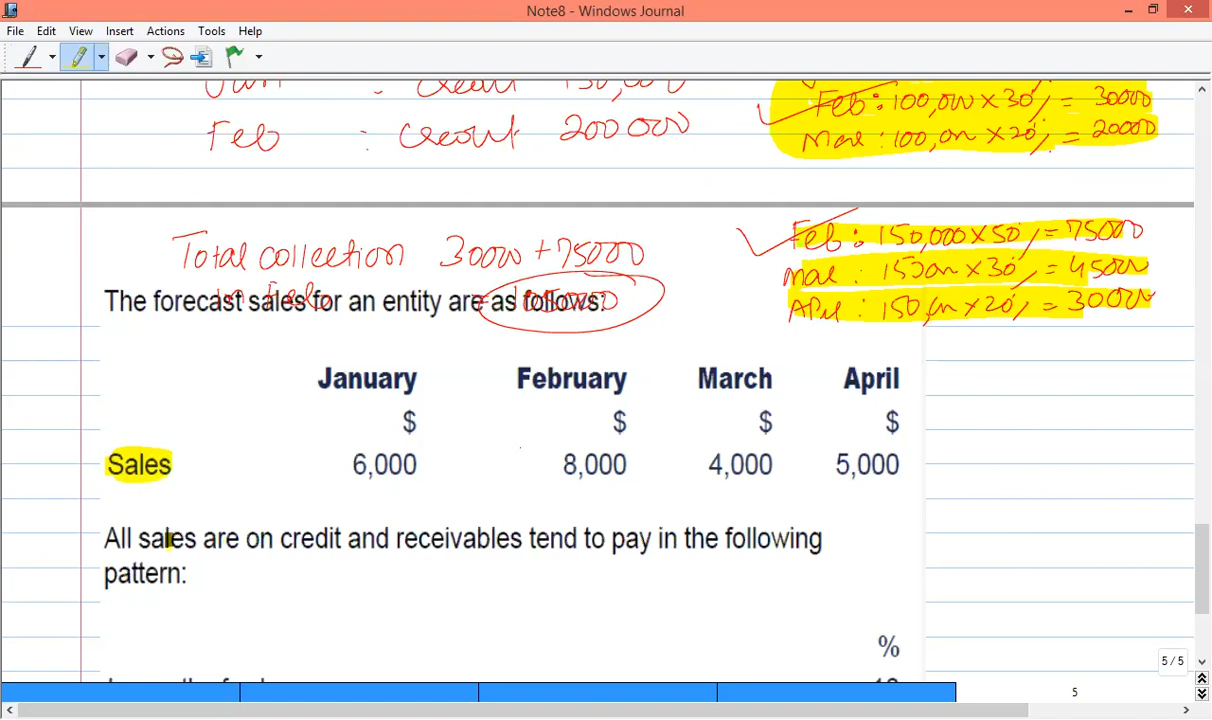 Note8 - Windows Journal
File Edit View Insert Actions Tools Help
Feb : 100,000 x 30% = 30000
Feb : Credit 200000
Mar : 100,000 x 20% = 20000
Total collection 30000 + 75000
in Feb = 105000
Feb : 150,000 x 50% = 75000
Mar : 150,000 x 30% = 45000
April : 150,000 x 20% = 30000
The forecast sales for an entity are as follows:
January February March April
$ $ $ $
Sales 6,000 8,000 4,000 5,000
All sales are on credit and receivables tend to pay in the following
pattern:
%
5 / 5
5